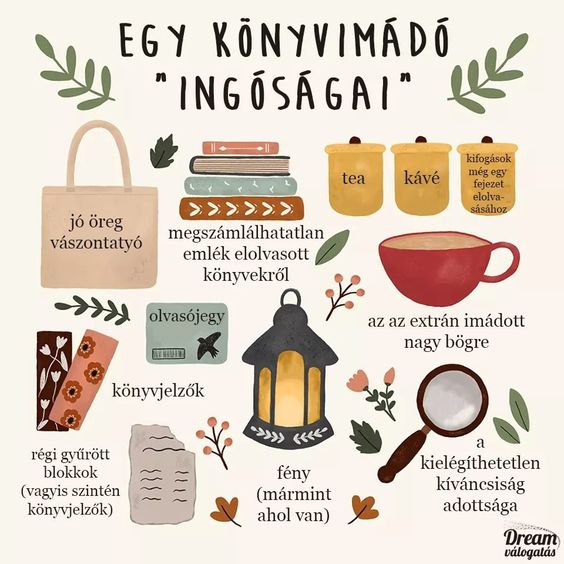 EGY KÖNYVIMÁDÓ
"INGÓSÁGAI"
jó öreg
vászontatyó
megszámlálhatatlan
emlék elolvasott
könyvekről
tea
kávé
kifogások
még egy
fejezet
elolva-
sásához
az az extrán imádott
nagy bögre
olvasójegy
könyvjelzők
régi gyűrött
blokkok
(vagyis szintén
könyvjelzők)
fény
(mármint
ahol van)
a
kielégíthetetlen
kíváncsiság
adottsága
Dream
válogatás